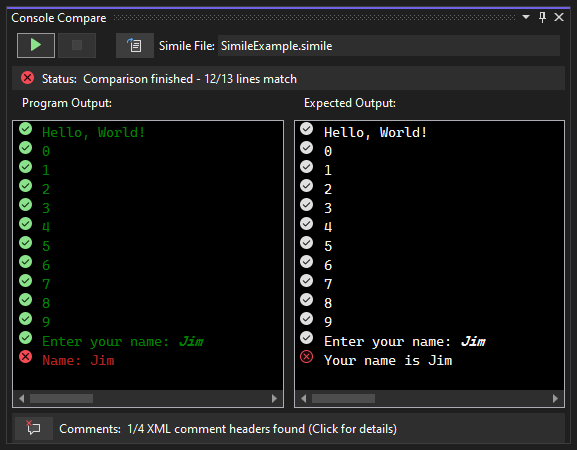 Console Compare
Simile File: SimileExample.simile
Status: Comparison finished - 12/13 lines match
Program Output:
Hello, World!
0
1
2
3
4
5
6
7
8
9
Enter your name: Jim
Name: Jim
Expected Output:
Hello, World!
0
1
2
3
4
5
6
7
8
9
Enter your name: Jim
Your name is Jim
Comments: 1/4 XML comment headers found (Click for details)